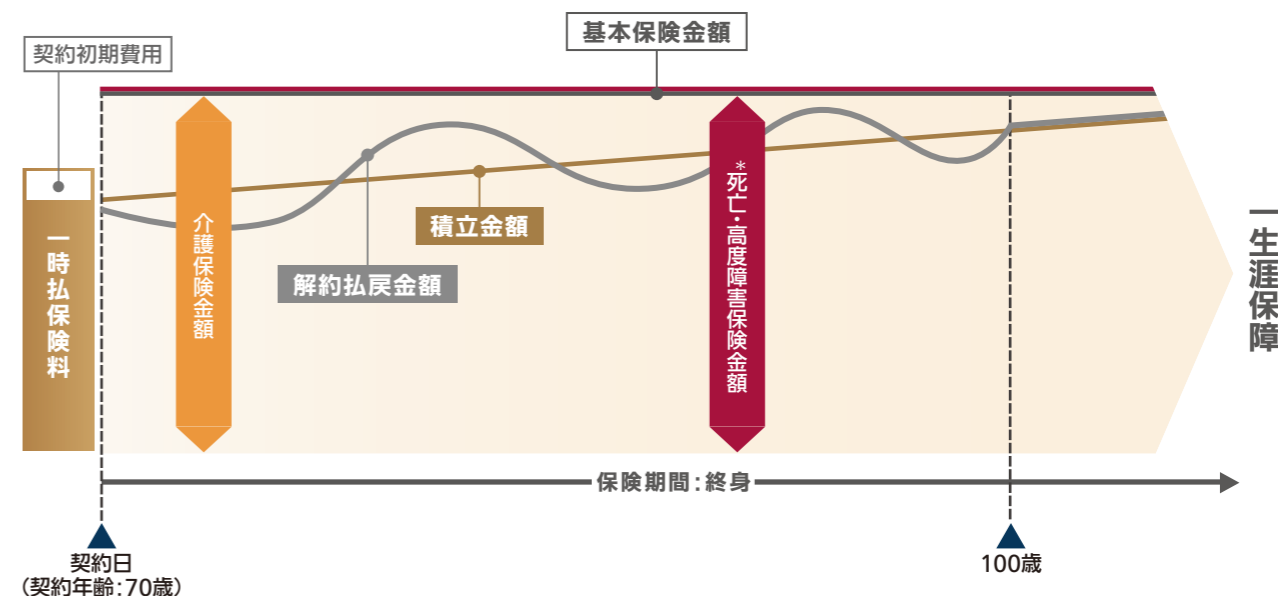 基本保険金額
契約初期費用
一時払保険料
介護保険金額
積立金額
解約払戻金額
*死亡・高度障害保険金額
一生涯保障
保険期間:終身
契約日
(契約年齢:70歳)
100歳